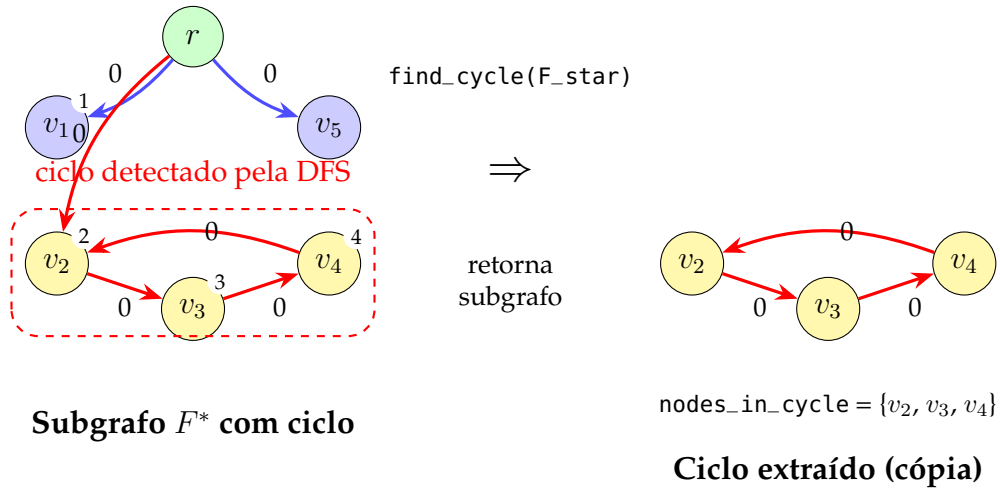 r
0
0
find_cycle(F_star)
1
v₁
0
v₅
ciclo detectado pela DFS
⇒
2
v₂
0
4
v₄
3
v₃
0
0
retorna
subgrafo
v₂
0
v₄
v₃
0
0
Subgrafo F* com ciclo
nodes_in_cycle = {v₂, v₃, v₄}
Ciclo extraído (cópia)